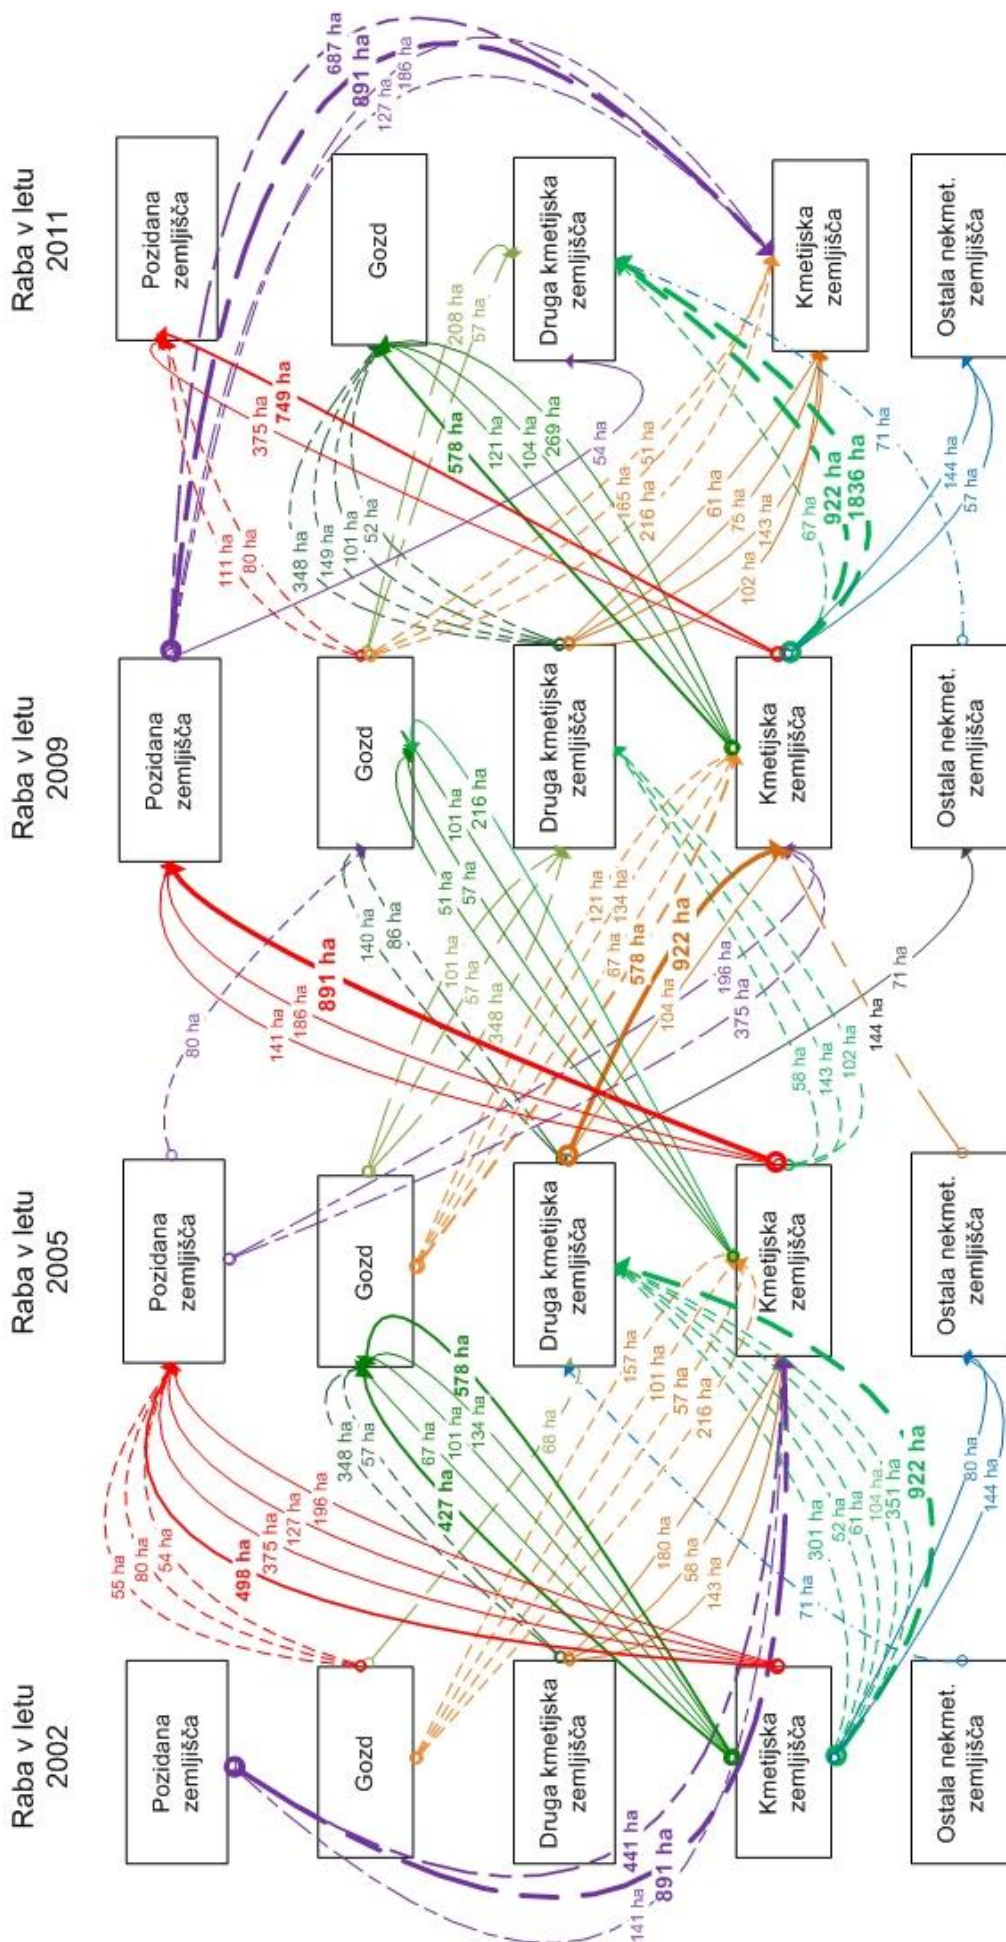 Raba v letu
2002
Raba v letu
2005
Raba v letu
2009
Raba v letu
2011
Pozidana
zemljišča
Gozd
Druga kmetijska
zemljišča
Kmetijska
zemljišča
Ostala nekmet.
zemljišča
55 ha
80 ha
54 ha
498 ha
375 ha
127 ha
196 ha
348 ha
57 ha
427 ha
67 ha
101 ha
134 ha
578 ha
68 ha
157 ha
101 ha
57 ha
216 ha
180 ha
58 ha
143 ha
441 ha
891 ha
141 ha
71 ha
301 ha
52 ha
61 ha
104 ha
351 ha
922 ha
80 ha
144 ha
Pozidana
zemljišča
Gozd
Druga kmetijska
zemljišča
Kmetijska
zemljišča
Ostala nekmet.
zemljišča
141 ha
186 ha
891 ha
80 ha
140 ha
86 ha
101 ha
57 ha
348 ha
51 ha
57 ha
101 ha
216 ha
121 ha
134 ha
67 ha
578 ha
922 ha
104 ha
196 ha
375 ha
58 ha
143 ha
102 ha
144 ha
71 ha
Pozidana
zemljišča
Gozd
Druga kmetijska
zemljišča
Kmetijska
zemljišča
Ostala nekmet.
zemljišča
687 ha
891 ha
186 ha
127 ha
111 ha
80 ha
375 ha
749 ha
208 ha
57 ha
348 ha
149 ha
101 ha
52 ha
578 ha
121 ha
104 ha
269 ha
54 ha
165 ha
216 ha
51 ha
61 ha
75 ha
143 ha
102 ha
67 ha
922 ha
1836 ha
71 ha
144 ha
57 ha
Pozidana
zemljišča
Gozd
Druga kmetijska
zemljišča
Kmetijska
zemljišča
Ostala nekmet.
zemljišča